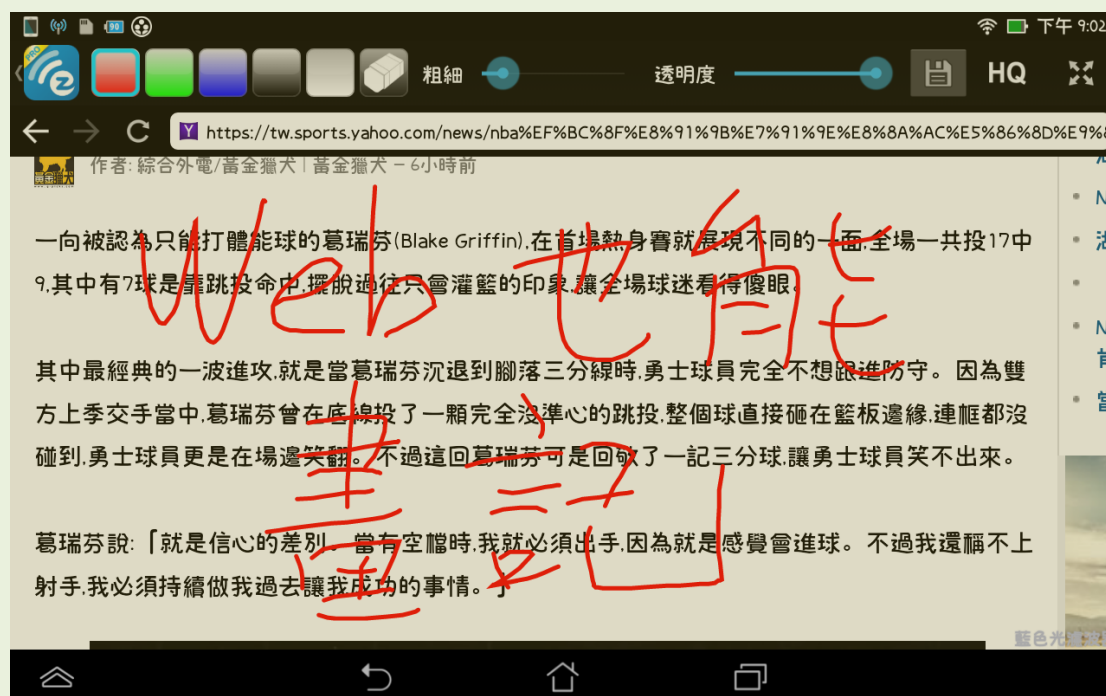 90
下午 9:02
PRO
粗細 透明度 HQ
https://tw.sports.yahoo.com/news/nba%EF%BC%8F%E8%91%9B%E7%91%9E%E8%8A%AC%E5%86%8D%E9%
作者: 綜合外電/黃金獵犬 | 黃金獵犬 – 6小時前
一向被認為只能打體能球的葛瑞芬(Blake Griffin),在首場熱身賽就展現不同的一面,全場一共投17中
9,其中有7球是靠跳投命中,擺脫過往只會灌籃的印象,讓全場球迷看得傻眼。
其中最經典的一波進攻,就是當葛瑞芬沉退到腳落三分線時,勇士球員完全不想跟進防守。因為雙
方上季交手當中,葛瑞芬曾在底線投了一顆完全沒準心的跳投,整個球直接砸在籃板邊緣,連框都沒
碰到,勇士球員更是在場邊笑翻。不過這回葛瑞芬可是回敬了一記三分球,讓勇士球員笑不出來。
葛瑞芬說:「就是信心的差別。當有空檔時,我就必須出手,因為就是感覺會進球。不過我還稱不上
射手,我必須持續做我過去讓我成功的事情。」
Web 也能
畫記